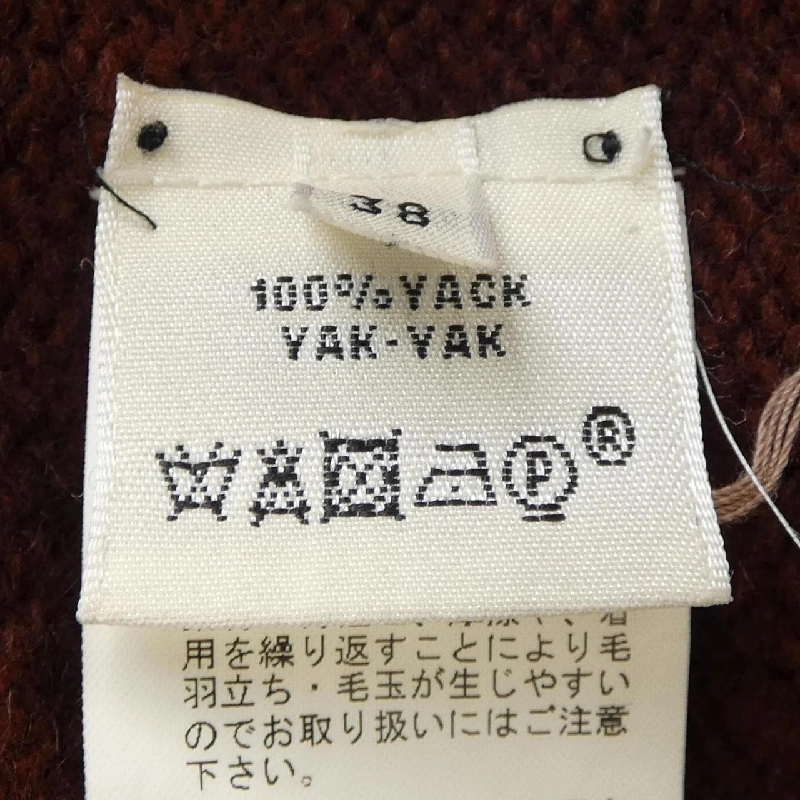 38
100% YACK
YAK-YAK
P
®
用を繰り返すことにより毛
羽立ち・毛玉が生じやすい
のでお取り扱いにはご注意
下さい。